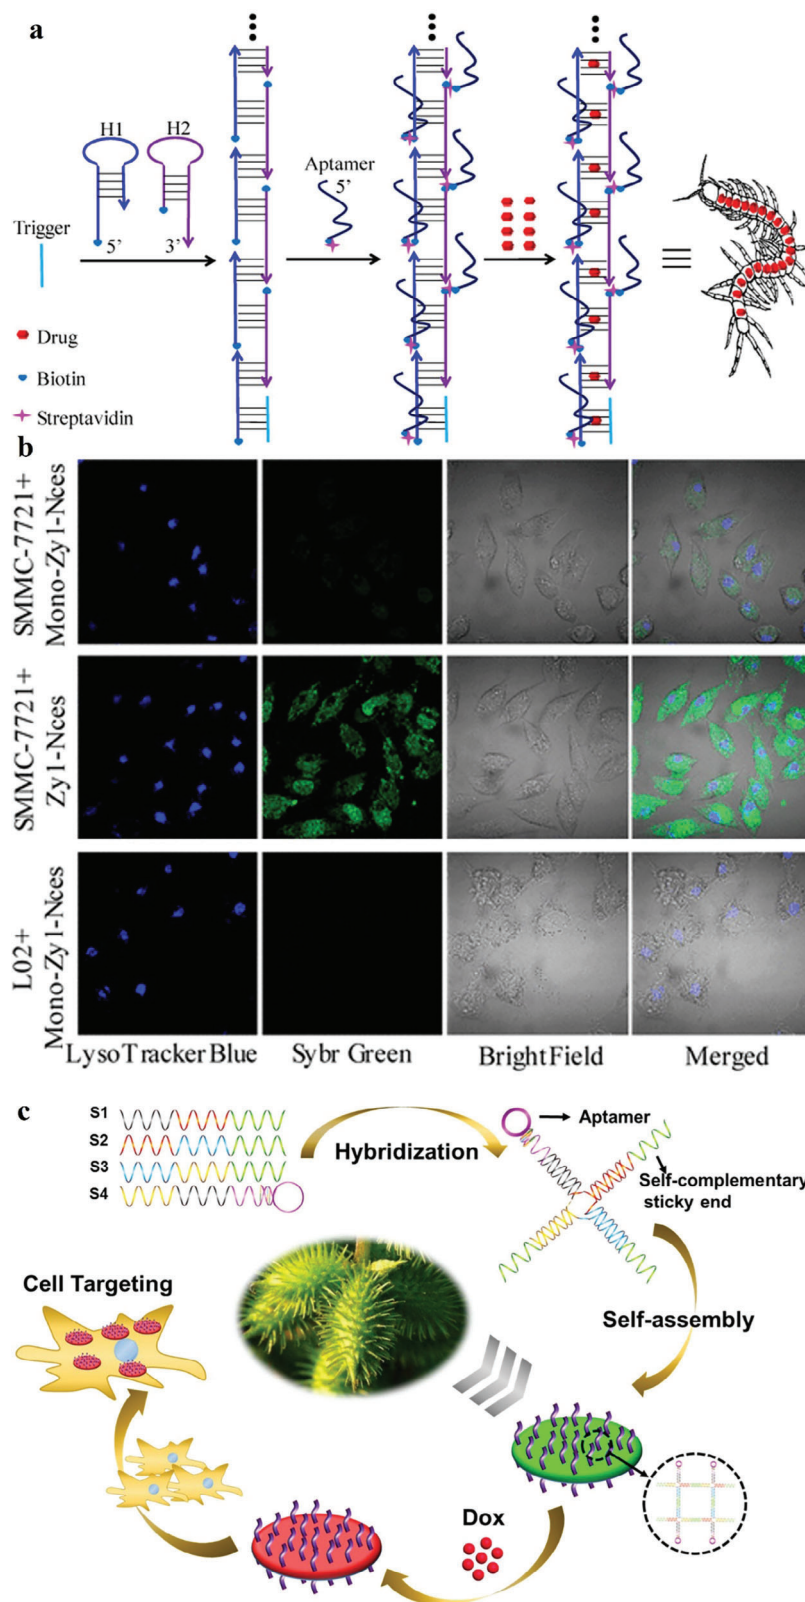 a
H1
H2
Aptamer
5'
Trigger
5'
3'
Drug
Biotin
Streptavidin
b
SMMC-7721+
Mono-Zy1-Nces
SMMC-7721+
Zy1-Nces
L02+
Mono-Zy1-Nces
LysoTracker Blue
Sybr Green
Bright Field
Merged
c
S1
S2
S3
S4
Hybridization
Aptamer
Self-complementary
sticky end
Cell Targeting
Self-assembly
Dox